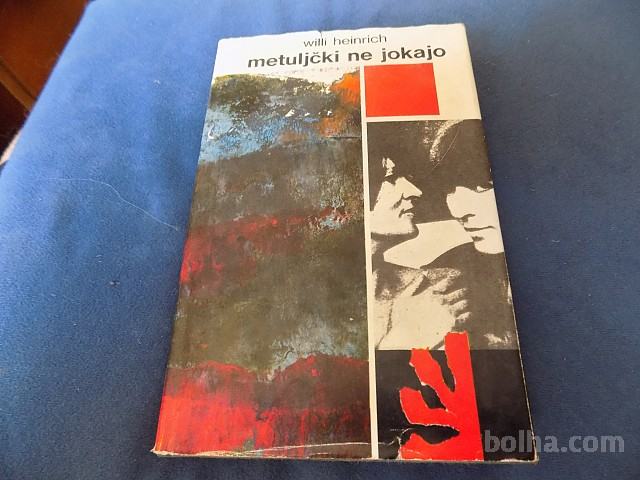 willi heinrich
metuljčki ne jokajo
bolha.com